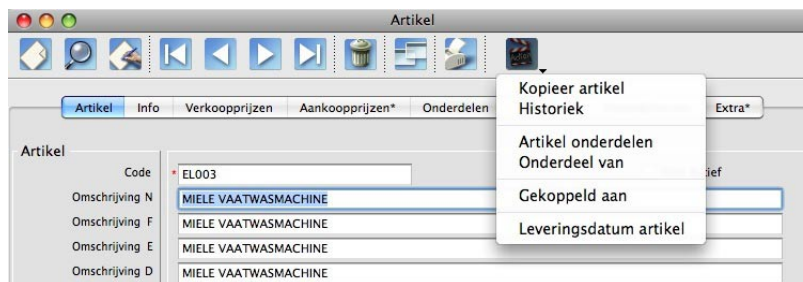 Artikel
Action
Kopieer artikel
Historiek
Artikel onderdelen
Onderdeel van
Gekoppeld aan
Leveringsdatum artikel
Artikel Info Verkoopprijzen Aankoopprijzen* Onderdelen Extra*
Artikel
Code * EL003
Omschrijving N MIELE VAATWASMACHINE
Omschrijving F MIELE VAATWASMACHINE
Omschrijving E MIELE VAATWASMACHINE
Omschrijving D MIELE VAATWASMACHINE